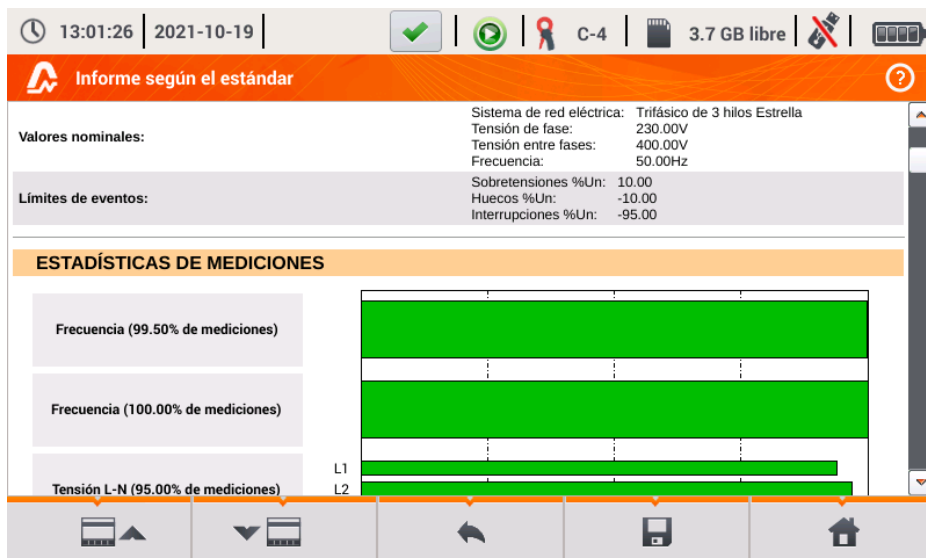 13:01:26 2021-10-19 C-4 3.7 GB libre
Informe según el estándar
?
Valores nominales:
Sistema de red eléctrica: Trifásico de 3 hilos Estrella
Tensión de fase: 230.00V
Tensión entre fases: 400.00V
Frecuencia: 50.00Hz
Límites de eventos:
Sobretensiones %Un: 10.00
Huecos %Un: -10.00
Interrupciones %Un: -95.00
ESTADÍSTICAS DE MEDICIONES
Frecuencia (99.50% de mediciones)
Frecuencia (100.00% de mediciones)
Tensión L-N (95.00% de mediciones)
L1
L2